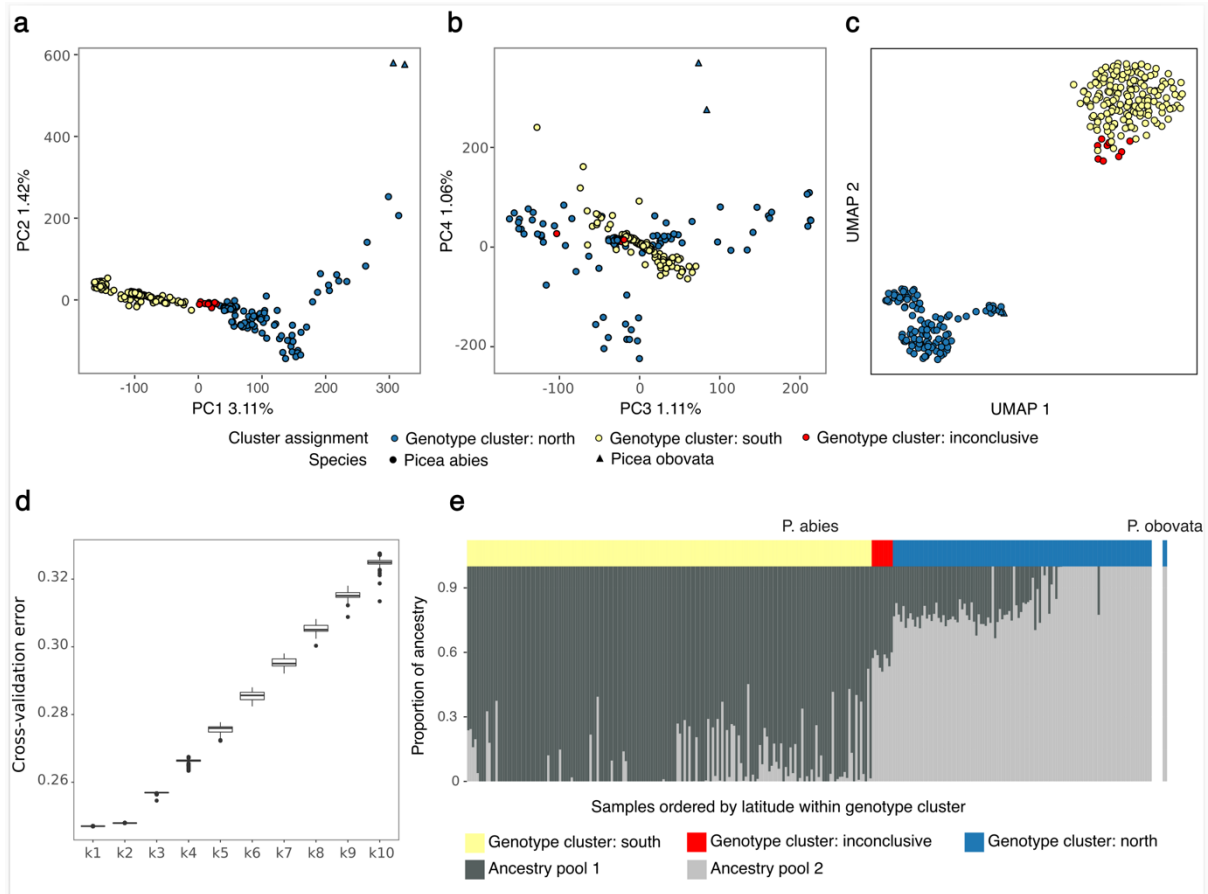 a
b
c
600
400
200
0
PC2 1.42%
-100
0
100
200
300
PC1 3.11%
200
0
-200
PC4 1.06%
-100
0
100
200
PC3 1.11%
UMAP 2
UMAP 1
Cluster assignment
Genotype cluster: north
Genotype cluster: south
Genotype cluster: inconclusive
Species
Picea abies
Picea obovata
d
0.32
0.30
0.28
0.26
Cross-validation error
k1 k2 k3 k4 k5 k6 k7 k8 k9 k10
e
P. abies
P. obovata
0.9
0.6
0.3
0
Proportion of ancestry
Samples ordered by latitude within genotype cluster
Genotype cluster: south
Genotype cluster: inconclusive
Genotype cluster: north
Ancestry pool 1
Ancestry pool 2